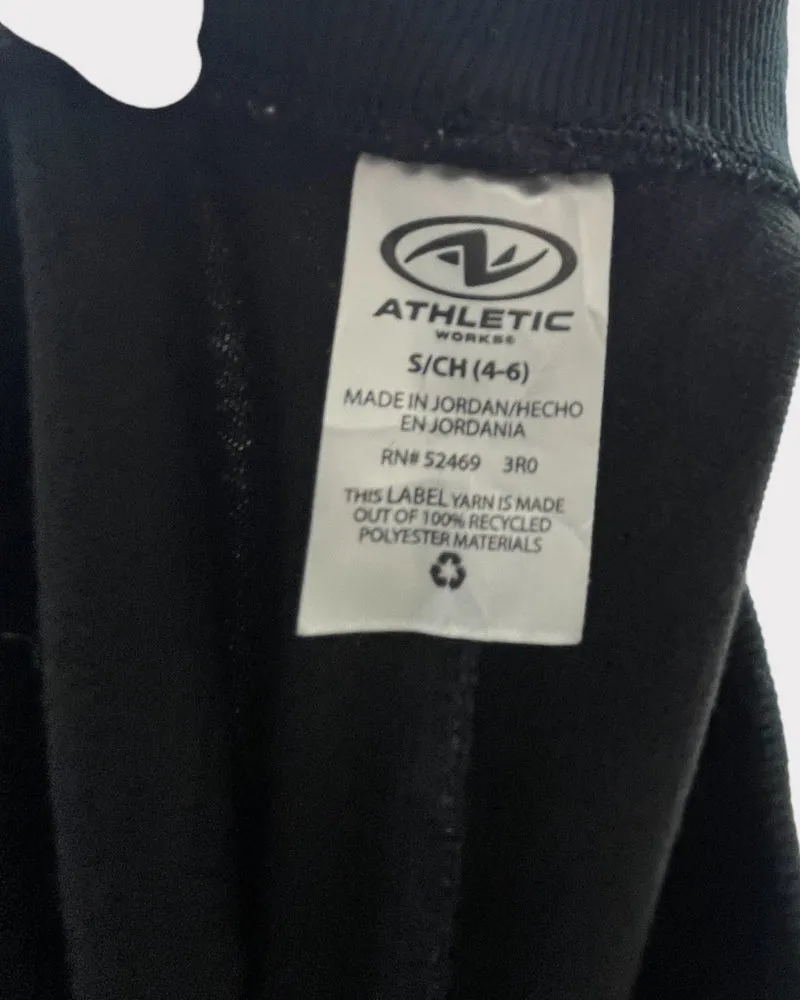 ATHLETIC
WORKS®
S/CH (4-6)
MADE IN JORDAN/HECHO
EN JORDANIA
RN# 52469 3R0
THIS LABEL YARN IS MADE
OUT OF 100% RECYCLED
POLYESTER MATERIALS